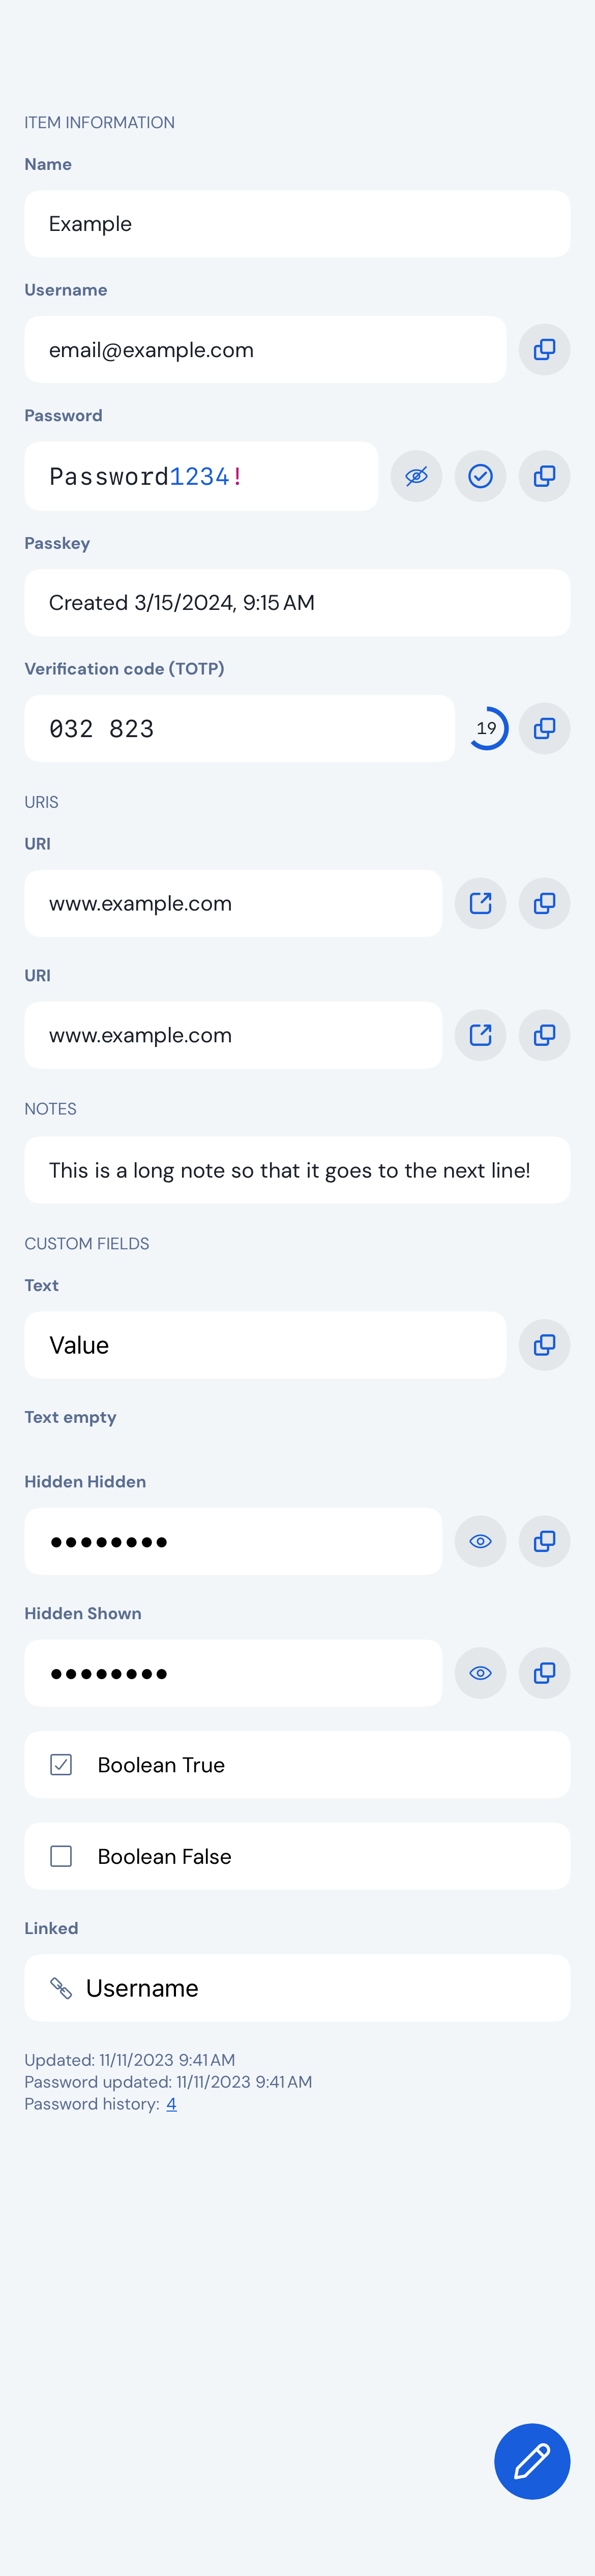 ITEM INFORMATION
Name
Example
Username
email@example.com
Password
Password1234!
Passkey
Created 3/15/2024, 9:15 AM
Verification code (TOTP)
032 823
19
URIS
URI
www.example.com
URI
www.example.com
NOTES
This is a long note so that it goes to the next line!
CUSTOM FIELDS
Text
Value
Text empty
Hidden Hidden
••••••••
Hidden Shown
••••••••
Boolean True
Boolean False
Linked
Username
Updated: 11/11/2023 9:41 AM
Password updated: 11/11/2023 9:41 AM
Password history: 4